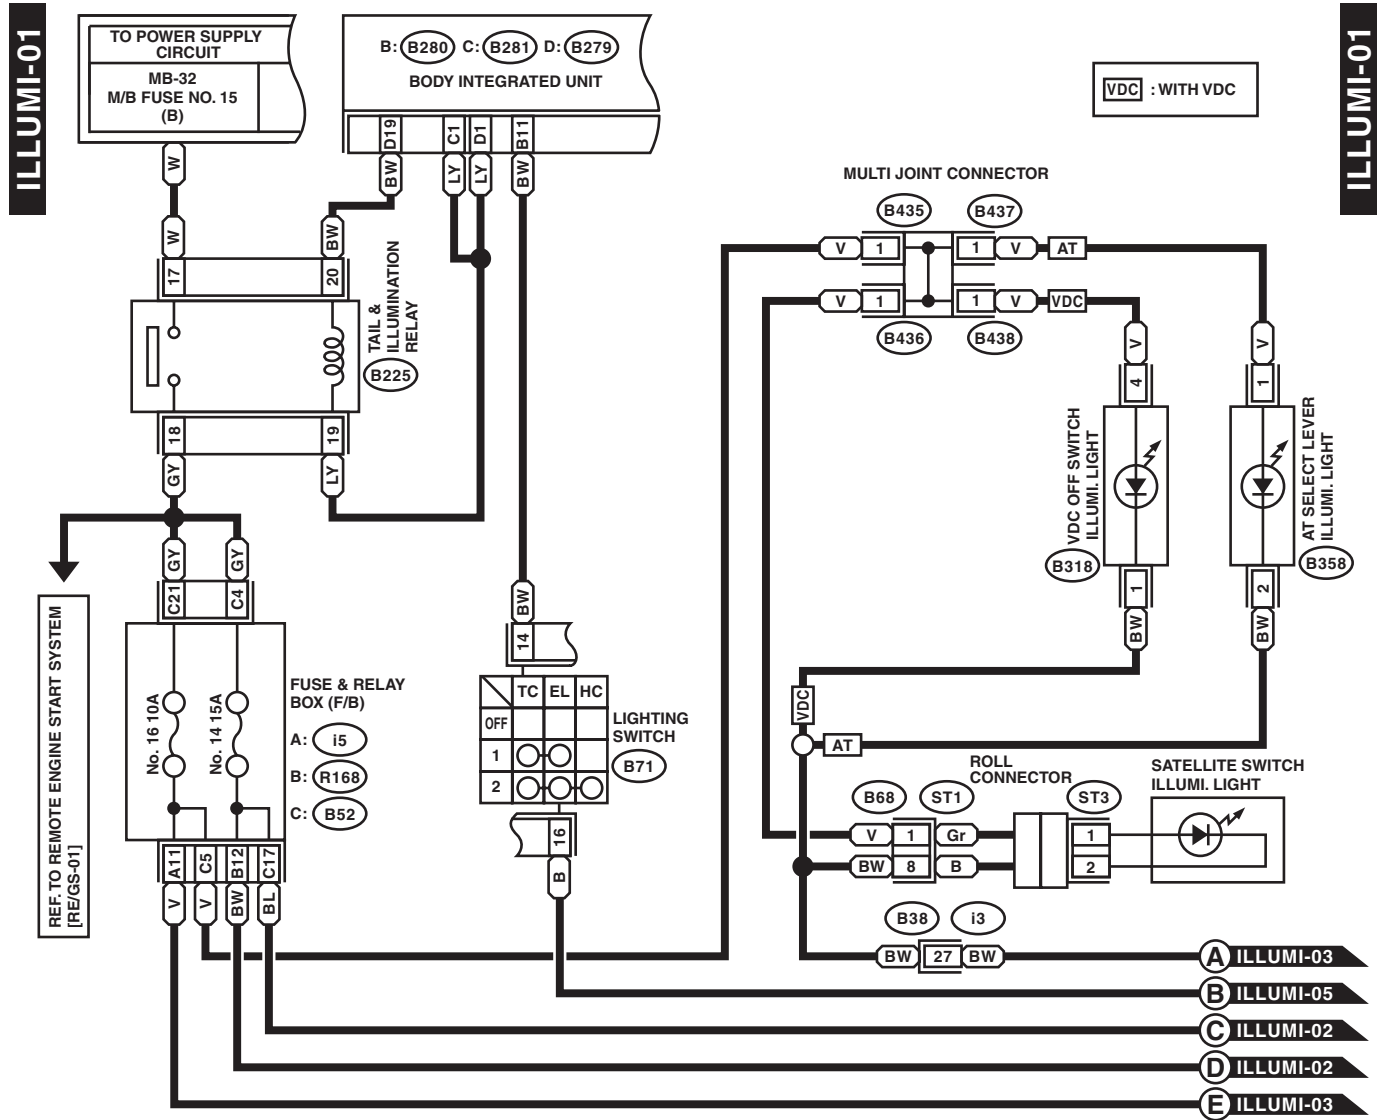 ILLUMI-01
ILLUMI-01
TO POWER SUPPLY
CIRCUIT
MB-32
M/B FUSE NO. 15
(B)
B: B280 C: B281 D: B279
BODY INTEGRATED UNIT
VDC : WITH VDC
D19
C1
D1
B11
W
BW
LY
LY
BW
W
BW
17
20
TAIL &
ILLUMINATION
RELAY
B225
18
19
GY
LY
GY
GY
C21
C4
REF. TO REMOTE ENGINE START SYSTEM
[RE/GS-01]
No. 16 10A
No. 14 15A
FUSE & RELAY
BOX (F/B)
A: i5
B: R168
C: B52
A11
C5
B12
C17
V
V
BW
BL
BW
14
TC EL HC
OFF
1
2
LIGHTING
SWITCH
B71
16
B
MULTI JOINT CONNECTOR
B435
B437
V 1 1 V AT
V 1 1 V VDC
B436
B438
V
V
4
1
VDC OFF SWITCH
ILLUMI. LIGHT
B318
AT SELECT LEVER
ILLUMI. LIGHT
B358
1
2
BW
BW
VDC
AT
ROLL
CONNECTOR
SATELLITE SWITCH
ILLUMI. LIGHT
B68
ST1
ST3
V 1 Gr 1
BW 8 B 2
B38
i3
BW 27 BW
A ILLUMI-03
B ILLUMI-05
C ILLUMI-02
D ILLUMI-02
E ILLUMI-03